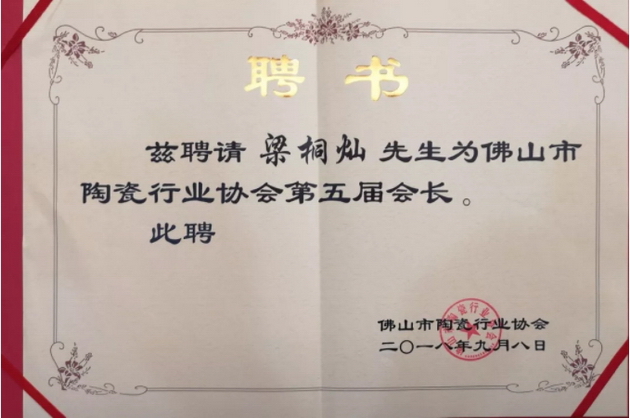 聘书
兹聘请 梁桐灿 先生为佛山市
陶瓷行业协会第五届会长。
此聘
佛山市陶瓷行业协会
二〇一八年九月八日